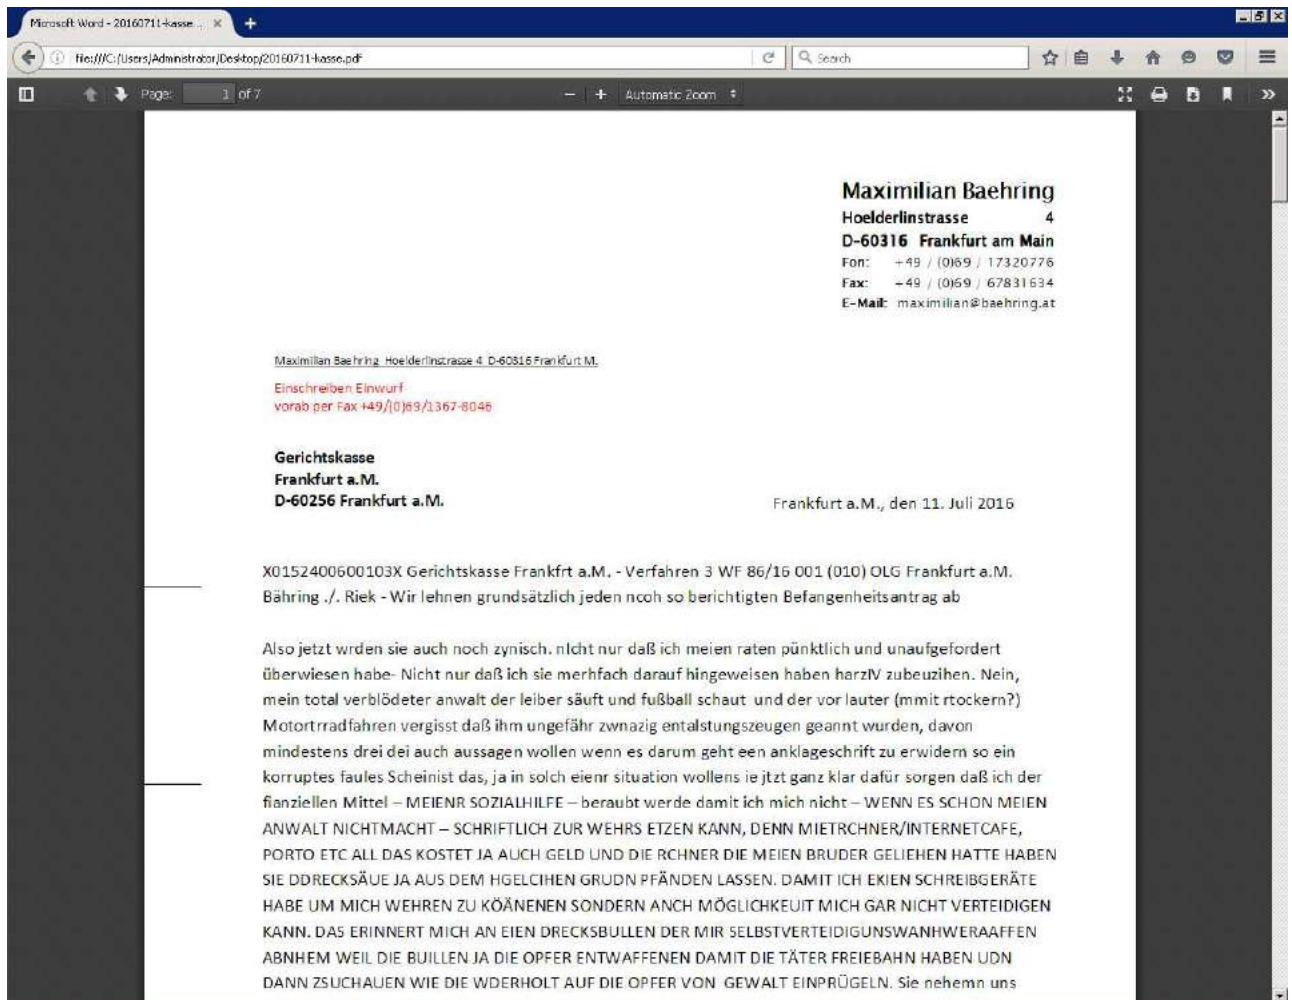 Microsoft Word - 20160711-kasse...
file:///C:/Users/Administrator/Desktop/20160711-kasse.pdf
Search
Page: 1 of 7
Automatic Zoom
Maximilian Baehring
Hoelderlinstrasse 4
D-60316 Frankfurt am Main
Fon: +49 / (0)69 / 17320776
Fax: +49 / (0)69 / 67831634
E-Mail: maximilian@baehring.at
Maximilian Baehring Hoelderlinstrasse 4 D-60316 Frankfurt M.
Einschreiben Einwurf
vorab per Fax +49/(0)69/1367-8046
Gerichtskasse
Frankfurt a.M.
D-60256 Frankfurt a.M.
Frankfurt a.M., den 11. Juli 2016
X0152400600103X Gerichtskasse Frankfrt a.M. - Verfahren 3 WF 86/16 001 (010) OLG Frankfurt a.M.
Bähring ./. Riek - Wir lehnen grundsätzlich jeden ncoh so berichtigten Befangenheitsantrag ab
Also jetzt wrden sie auch noch zynisch. nIcht nur daß ich meien raten pünktlich und unaufgefordert
überwiesen habe- Nicht nur daß ich sie merhfach darauf hingeweisen haben harzIV zubeuzihen. Nein,
mein total verblödeter anwalt der leiber säuft und fußball schaut und der vor lauter (mmit rtockern?)
Motortrradfahren vergisst daß ihm ungefähr zwnazig entalstungszeugen geannt wurden, davon
mindestens drei dei auch aussagen wollen wenn es darum geht een anklageschrift zu erwidern so ein
korruptes faules Scheinist das, ja in solch eienr situation wollens ie jtzt ganz klar dafür sorgen daß ich der
fianziellen Mittel – MEIENR SOZIALHILFE – beraubt werde damit ich mich nicht – WENN ES SCHON MEIEN
ANWALT NICHTMACHT – SCHRIFTLICH ZUR WEHRS ETZEN KANN, DENN MIETRCHNER/INTERNETCAFE,
PORTO ETC ALL DAS KOSTET JA AUCH GELD UND DIE RCHNER DIE MEIEN BRUDER GELIEHEN HATTE HABEN
SIE DDRECKSÄUE JA AUS DEM HGELCIHEN GRUDN PFÄNDEN LASSEN. DAMIT ICH EKIEN SCHREIBGERÄTE
HABE UM MICH WEHREN ZU KÖÄNENEN SONDERN ANCH MÖGLICHKEUIT MICH GAR NICHT VERTEIDIGEN
KANN. DAS ERINNERT MICH AN EIEN DRECKSBULLEN DER MIR SELBSTVERTEIDIGUNSWANHWERAAFFEN
ABNHEM WEIL DIE BUILLEN JA DIE OPFER ENTWAFFENEN DAMIT DIE TÄTER FREIEBAHN HABEN UDN
DANN ZSUCHAUEN WIE DIE WDERHOLT AUF DIE OPFER VON GEWALT EINPRÜGELN. Sie nehemn uns